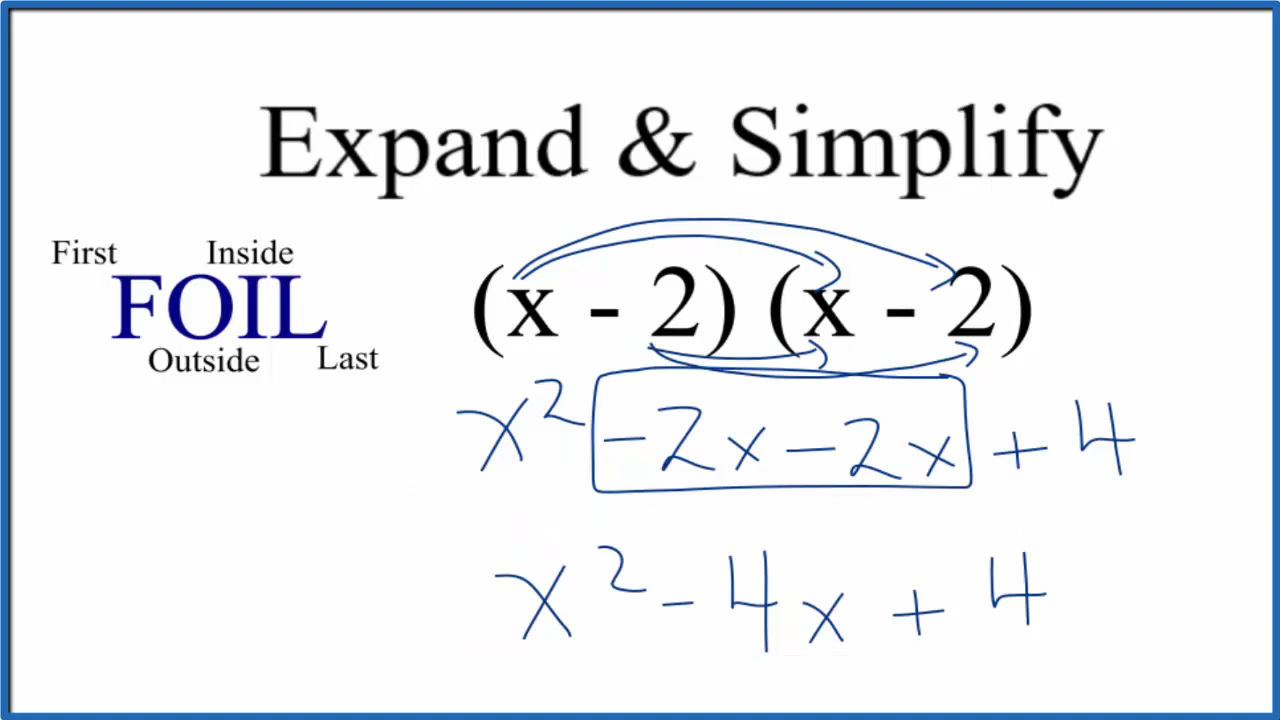 Expand & Simplify
First Inside
FOIL
Outside Last
(x - 2) (x - 2)
x² -2x -2x + 4
x² - 4x + 4